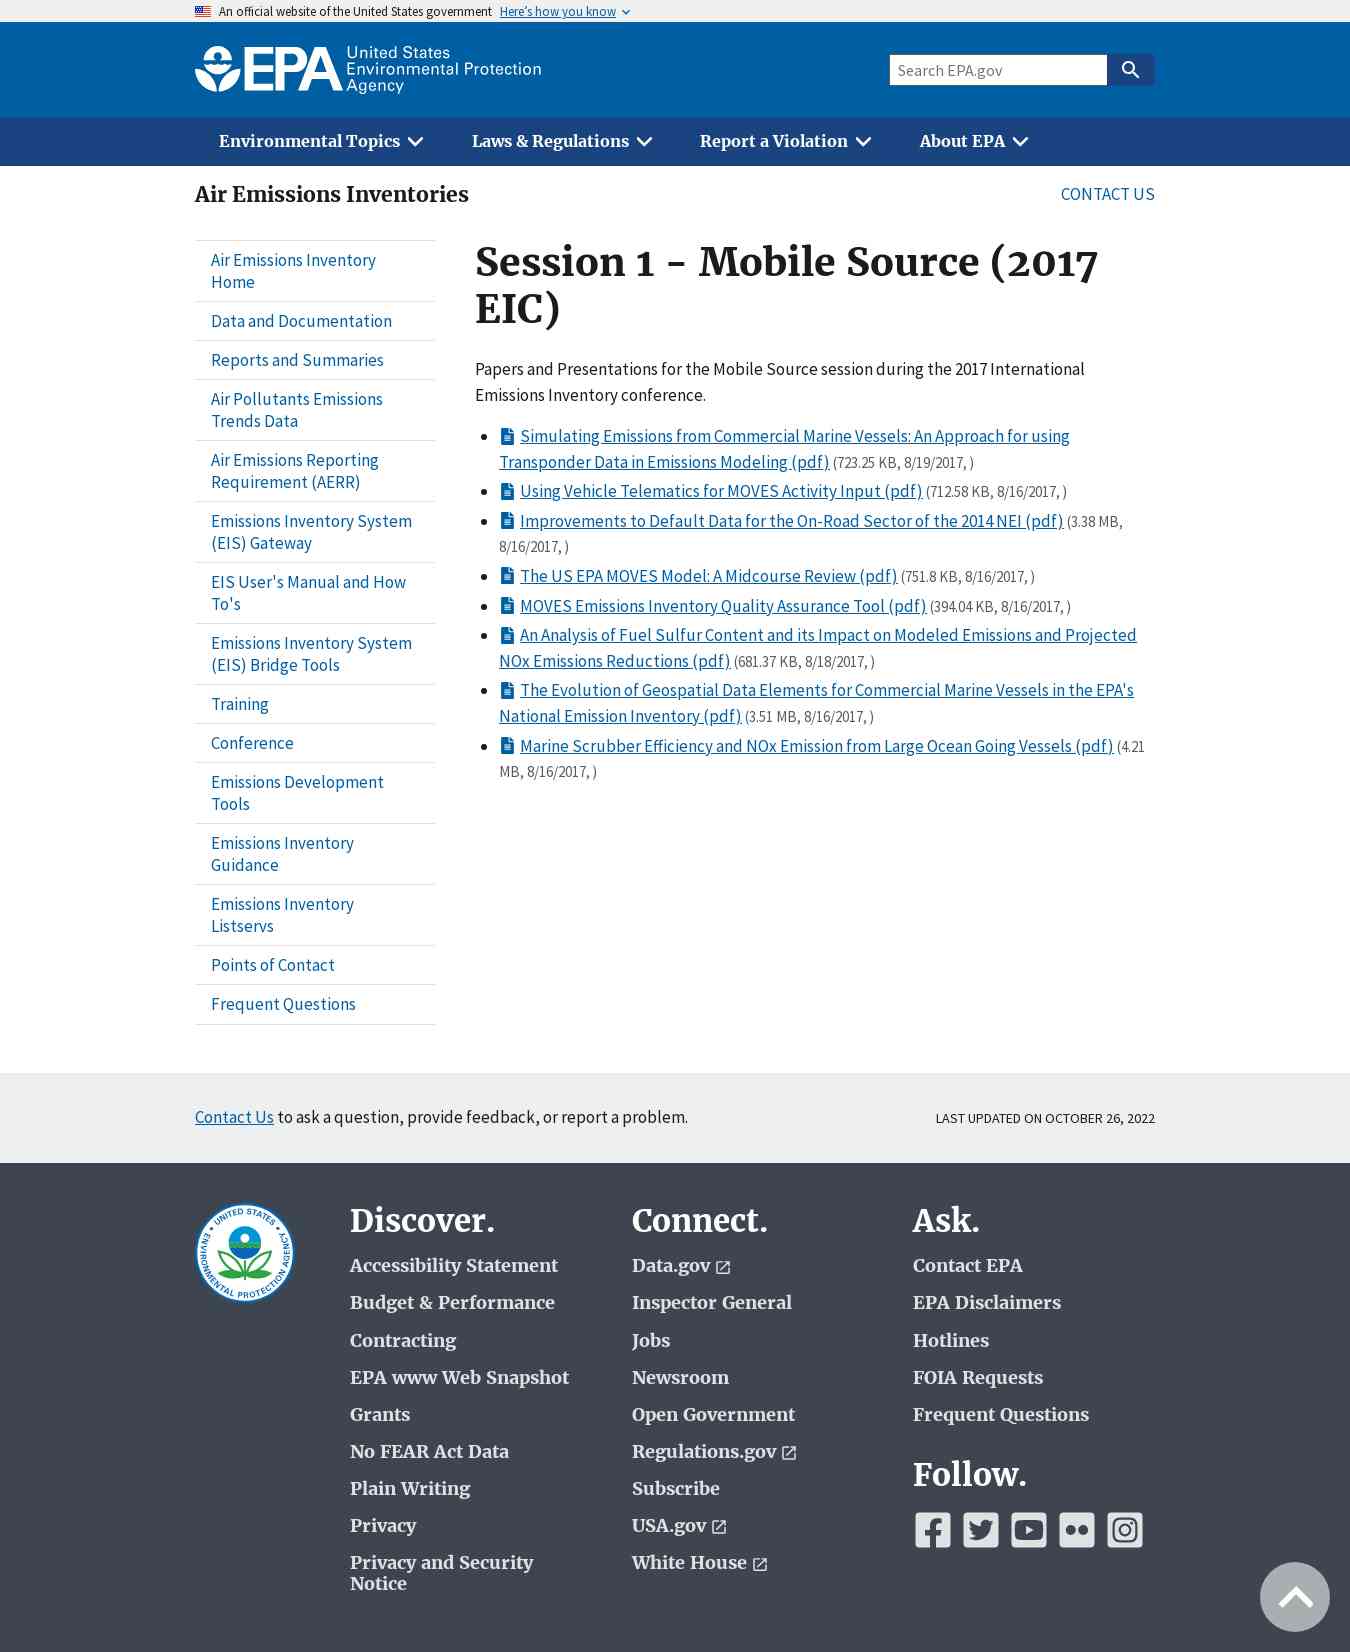 An official website of the United States government Here’s how you know
EPA United States
Environmental Protection
Agency
Search EPA.gov
Environmental Topics Laws & Regulations Report a Violation About EPA
Air Emissions Inventories CONTACT US
Air Emissions Inventory
Home
Data and Documentation
Reports and Summaries
Air Pollutants Emissions
Trends Data
Air Emissions Reporting
Requirement (AERR)
Emissions Inventory System
(EIS) Gateway
EIS User's Manual and How
To's
Emissions Inventory System
(EIS) Bridge Tools
Training
Conference
Emissions Development
Tools
Emissions Inventory
Guidance
Emissions Inventory
Listservs
Points of Contact
Frequent Questions
Session 1 - Mobile Source (2017
EIC)
Papers and Presentations for the Mobile Source session during the 2017 International
Emissions Inventory conference.
Simulating Emissions from Commercial Marine Vessels: An Approach for using
Transponder Data in Emissions Modeling (pdf) (723.25 KB, 8/19/2017, )
Using Vehicle Telematics for MOVES Activity Input (pdf) (712.58 KB, 8/16/2017, )
Improvements to Default Data for the On-Road Sector of the 2014 NEI (pdf) (3.38 MB,
8/16/2017, )
The US EPA MOVES Model: A Midcourse Review (pdf) (751.8 KB, 8/16/2017, )
MOVES Emissions Inventory Quality Assurance Tool (pdf) (394.04 KB, 8/16/2017, )
An Analysis of Fuel Sulfur Content and its Impact on Modeled Emissions and Projected
NOx Emissions Reductions (pdf) (681.37 KB, 8/18/2017, )
The Evolution of Geospatial Data Elements for Commercial Marine Vessels in the EPA's
National Emission Inventory (pdf) (3.51 MB, 8/16/2017, )
Marine Scrubber Efficiency and NOx Emission from Large Ocean Going Vessels (pdf) (4.21
MB, 8/16/2017, )
Contact Us to ask a question, provide feedback, or report a problem. LAST UPDATED ON OCTOBER 26, 2022
UNITED STATES
ENVIRONMENTAL PROTECTION AGENCY
Discover.
Accessibility Statement
Budget & Performance
Contracting
EPA www Web Snapshot
Grants
No FEAR Act Data
Plain Writing
Privacy
Privacy and Security
Notice
Connect.
Data.gov
Inspector General
Jobs
Newsroom
Open Government
Regulations.gov
Subscribe
USA.gov
White House
Ask.
Contact EPA
EPA Disclaimers
Hotlines
FOIA Requests
Frequent Questions
Follow.